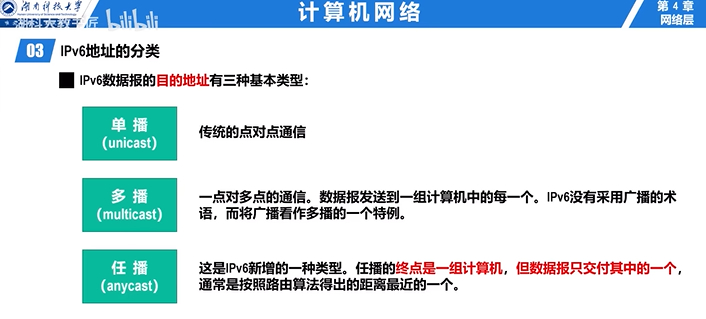 湖南科技大学
湖科大教书匠 bilibili
计算机网络
第 4 章
网络层
03 IPv6地址的分类
IPv6数据报的目的地址有三种基本类型：
单 播
（unicast）
传统的点对点通信
多 播
（multicast）
一点对多点的通信。数据报发送到一组计算机中的每一个。IPv6没有采用广播的术
语，而将广播看作多播的一个特例。
任 播
（anycast）
这是IPv6新增的一种类型。任播的终点是一组计算机，但数据报只交付其中的一个，
通常是按照路由算法得出的距离最近的一个。